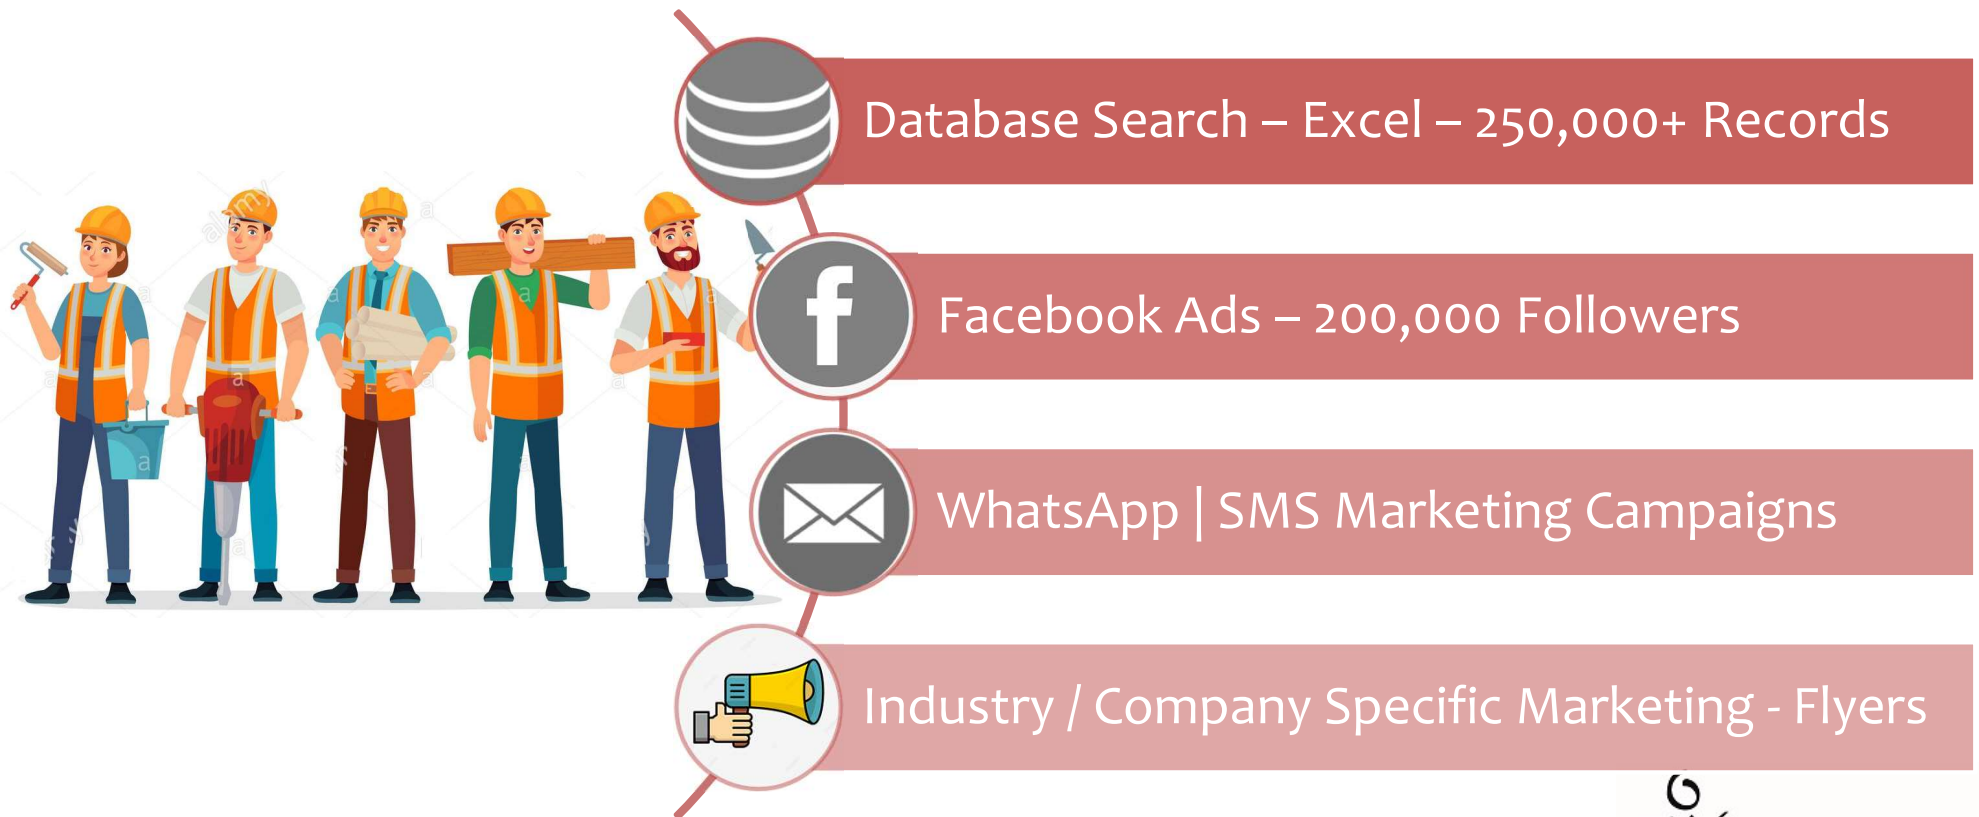 Database Search – Excel – 250,000+ Records
Facebook Ads – 200,000 Followers
WhatsApp | SMS Marketing Campaigns
Industry / Company Specific Marketing - Flyers
alamy